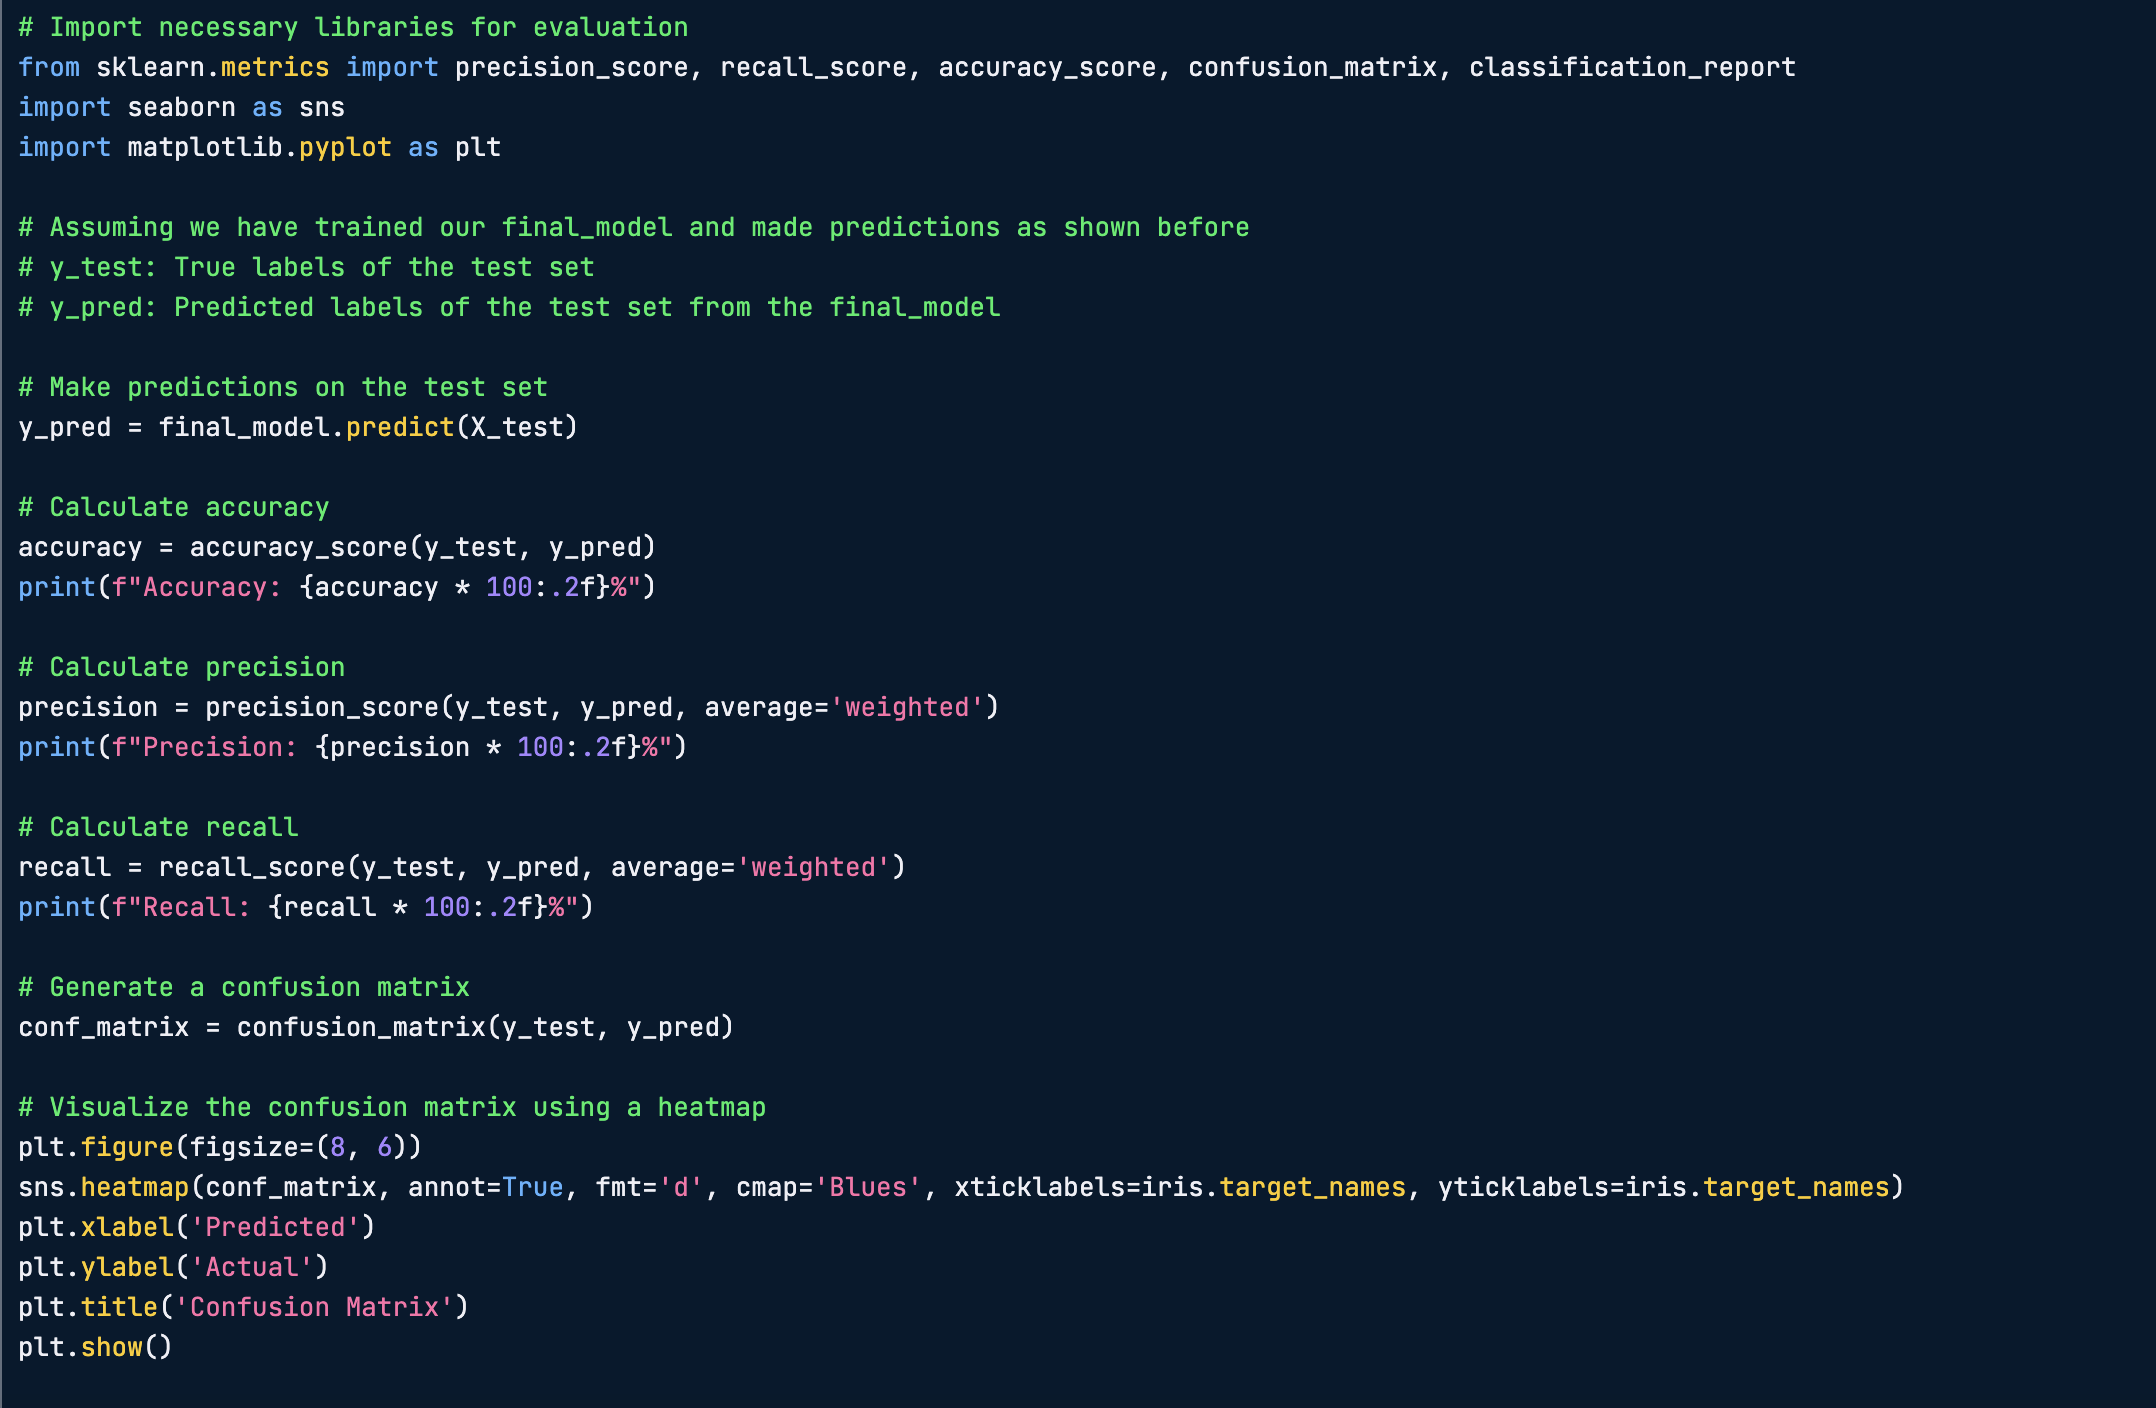 # Import necessary libraries for evaluation
from sklearn.metrics import precision_score, recall_score, accuracy_score, confusion_matrix, classification_report
import seaborn as sns
import matplotlib.pyplot as plt
# Assuming we have trained our final_model and made predictions as shown before
# y_test: True labels of the test set
# y_pred: Predicted labels of the test set from the final_model
# Make predictions on the test set
y_pred = final_model.predict(X_test)
# Calculate accuracy
accuracy = accuracy_score(y_test, y_pred)
print(f"Accuracy: {accuracy * 100:.2f}%")
# Calculate precision
precision = precision_score(y_test, y_pred, average='weighted')
print(f"Precision: {precision * 100:.2f}%")
# Calculate recall
recall = recall_score(y_test, y_pred, average='weighted')
print(f"Recall: {recall * 100:.2f}%")
# Generate a confusion matrix
conf_matrix = confusion_matrix(y_test, y_pred)
# Visualize the confusion matrix using a heatmap
plt.figure(figsize=(8, 6))
sns.heatmap(conf_matrix, annot=True, fmt='d', cmap='Blues', xticklabels=iris.target_names, yticklabels=iris.target_names)
plt.xlabel('Predicted')
plt.ylabel('Actual')
plt.title('Confusion Matrix')
plt.show()